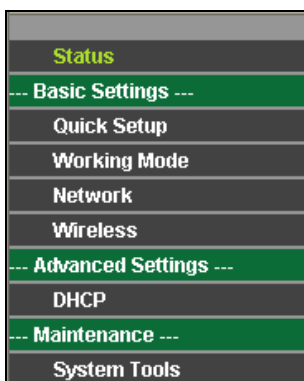 Status
--- Basic Settings ---
Quick Setup
Working Mode
Network
Wireless
--- Advanced Settings ---
DHCP
--- Maintenance ---
System Tools